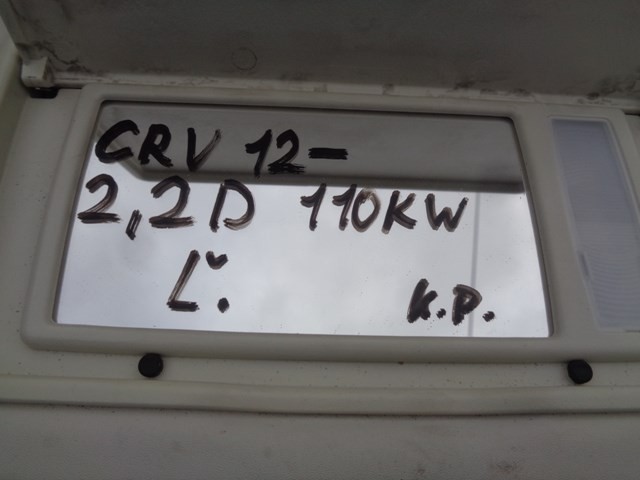 CRV 12-
2,2D 110KW
Ľ. K.P.